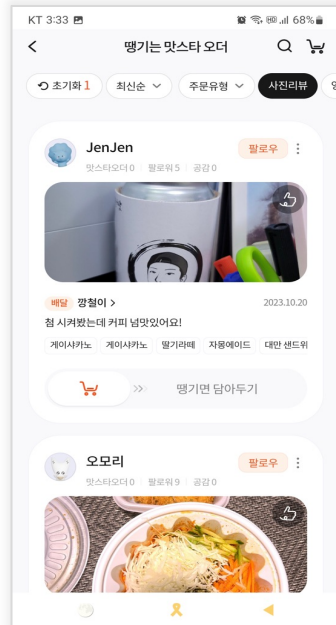 KT 3:33 68%
땡기는 맛스타 오더
초기화 1 최신순 주문유형 사진리뷰
JenJen 팔로우
맛스타오더 0 팔로워 5 공감 0
배달 깡철이 > 2023.10.20
첨 시켜봤는데 커피 넘맛있어요!
게이샤카노 게이샤카노 딸기라떼 자몽에이드 대만 샌드위
땡기면 담아두기
오모리 팔로우
맛스타오더 0 팔로워 9 공감 0